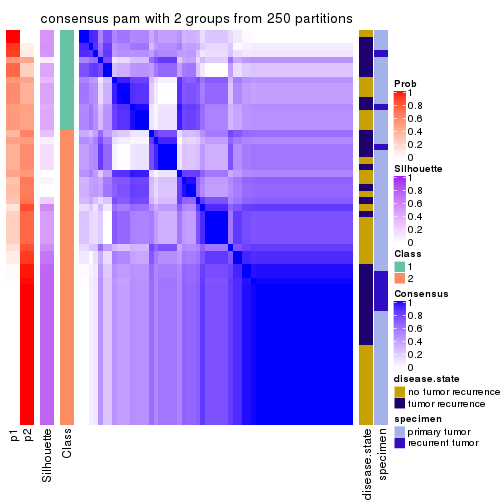 consensus pam with 2 groups from 250 partitions
Prob
1
0.8
0.6
0.4
0.2
0
Silhouette
1
0.8
0.6
0.4
0.2
0
Class
1
2
Consensus
1
0.8
0.6
0.4
0.2
0
disease.state
no tumor recurrence
tumor recurrence
specimen
primary tumor
recurrent tumor
p1
p2
Silhouette
Class
disease.state
specimen